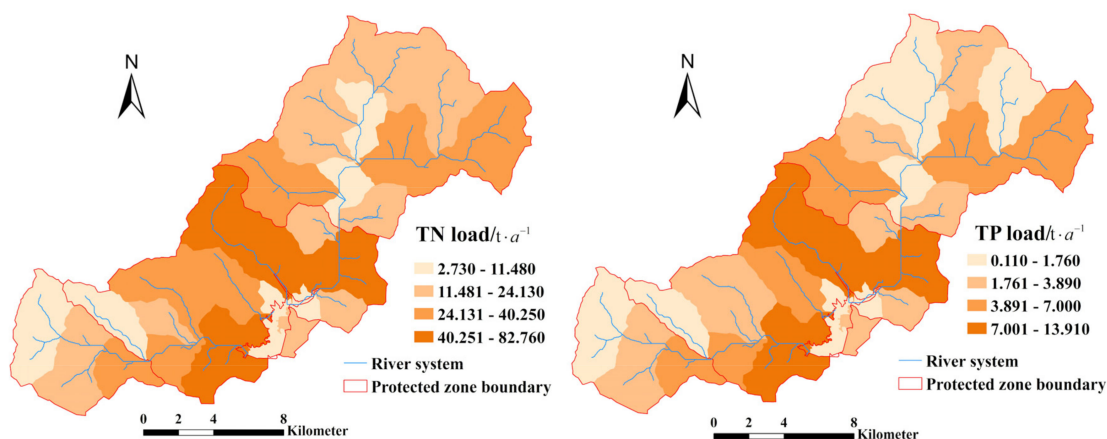 N
TN load/t·a⁻¹
2.730 - 11.480
11.481 - 24.130
24.131 - 40.250
40.251 - 82.760
River system
Protected zone boundary
0 2 4 8
Kilometer
N
TP load/t·a⁻¹
0.110 - 1.760
1.761 - 3.890
3.891 - 7.000
7.001 - 13.910
River system
Protected zone boundary
0 2 4 8
Kilometer